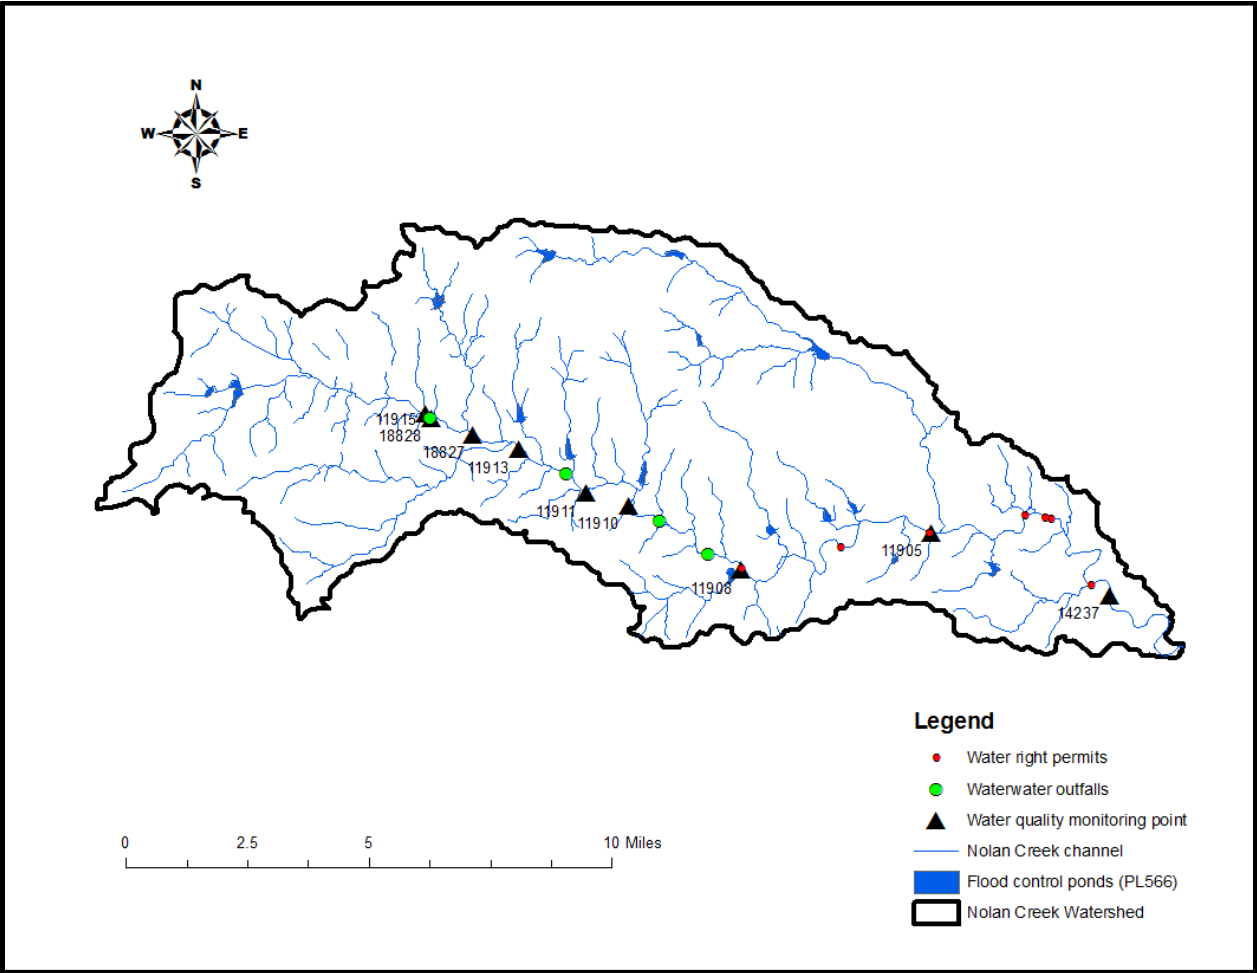 N
W E
S
11915
18828
18827
11913
11911
11910
11908
11905
14237
Legend
Water right permits
Waterwater outfalls
Water quality monitoring point
Nolan Creek channel
Flood control ponds (PL566)
Nolan Creek Watershed
0 2.5 5 10 Miles